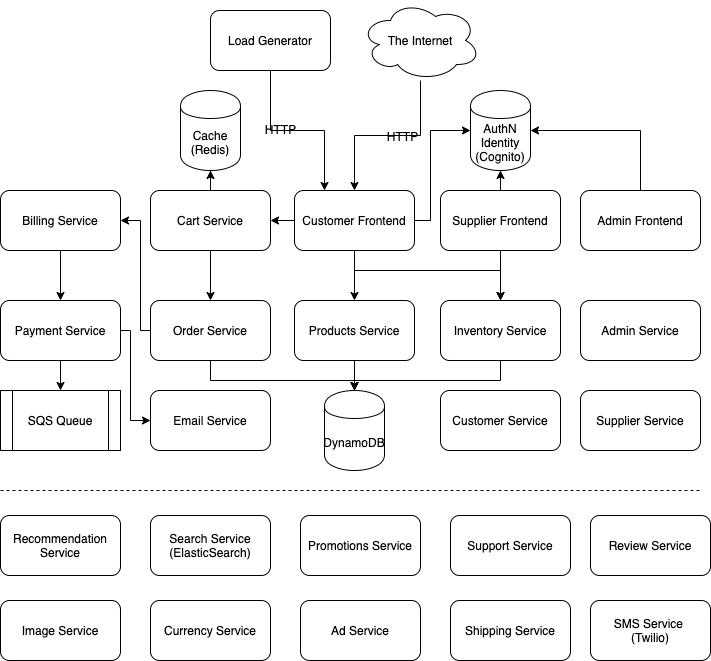 Load Generator
The Internet
HTTP
HTTP
Cache
(Redis)
AuthN
Identity
(Cognito)
Billing Service
Cart Service
Customer Frontend
Supplier Frontend
Admin Frontend
Payment Service
Order Service
Products Service
Inventory Service
Admin Service
SQS Queue
Email Service
DynamoDB
Customer Service
Supplier Service
Recommendation
Service
Search Service
(ElasticSearch)
Promotions Service
Support Service
Review Service
Image Service
Currency Service
Ad Service
Shipping Service
SMS Service
(Twilio)